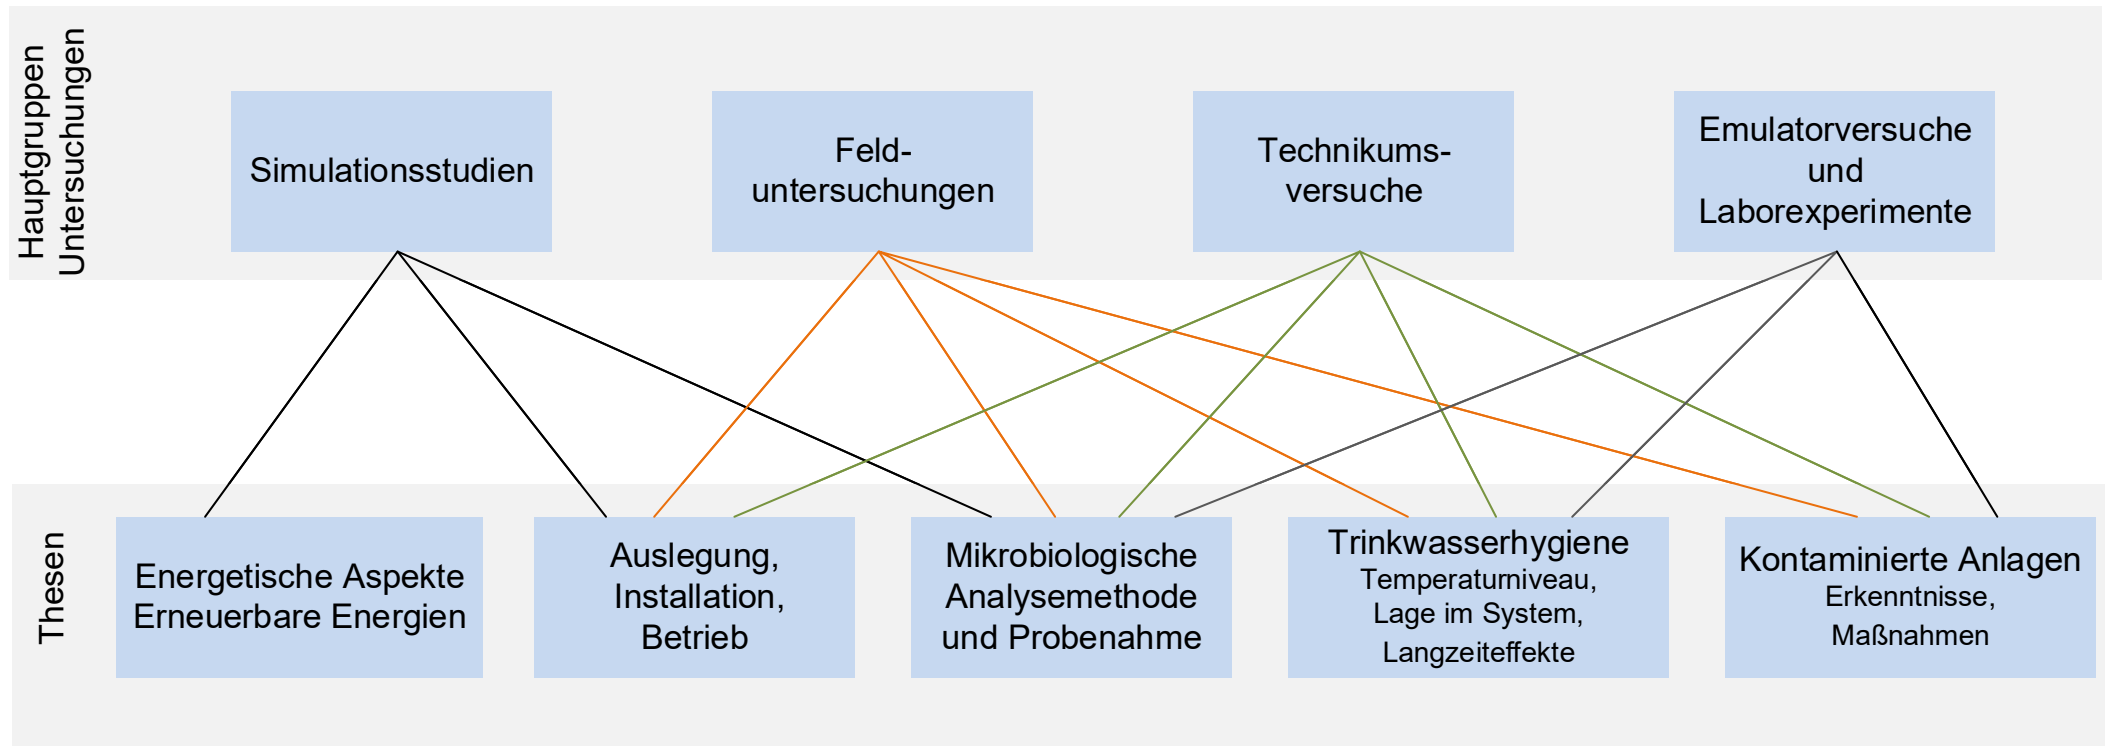 Hauptgruppen
Untersuchungen
Simulationsstudien
Feld-
untersuchungen
Technikums-
versuche
Emulatorversuche
und
Laborexperimente
Thesen
Energetische Aspekte
Erneuerbare Energien
Auslegung,
Installation,
Betrieb
Mikrobiologische
Analysemethode
und Probenahme
Trinkwasserhygiene
Temperaturniveau,
Lage im System,
Langzeiteffekte
Kontaminierte Anlagen
Erkenntnisse,
Maßnahmen